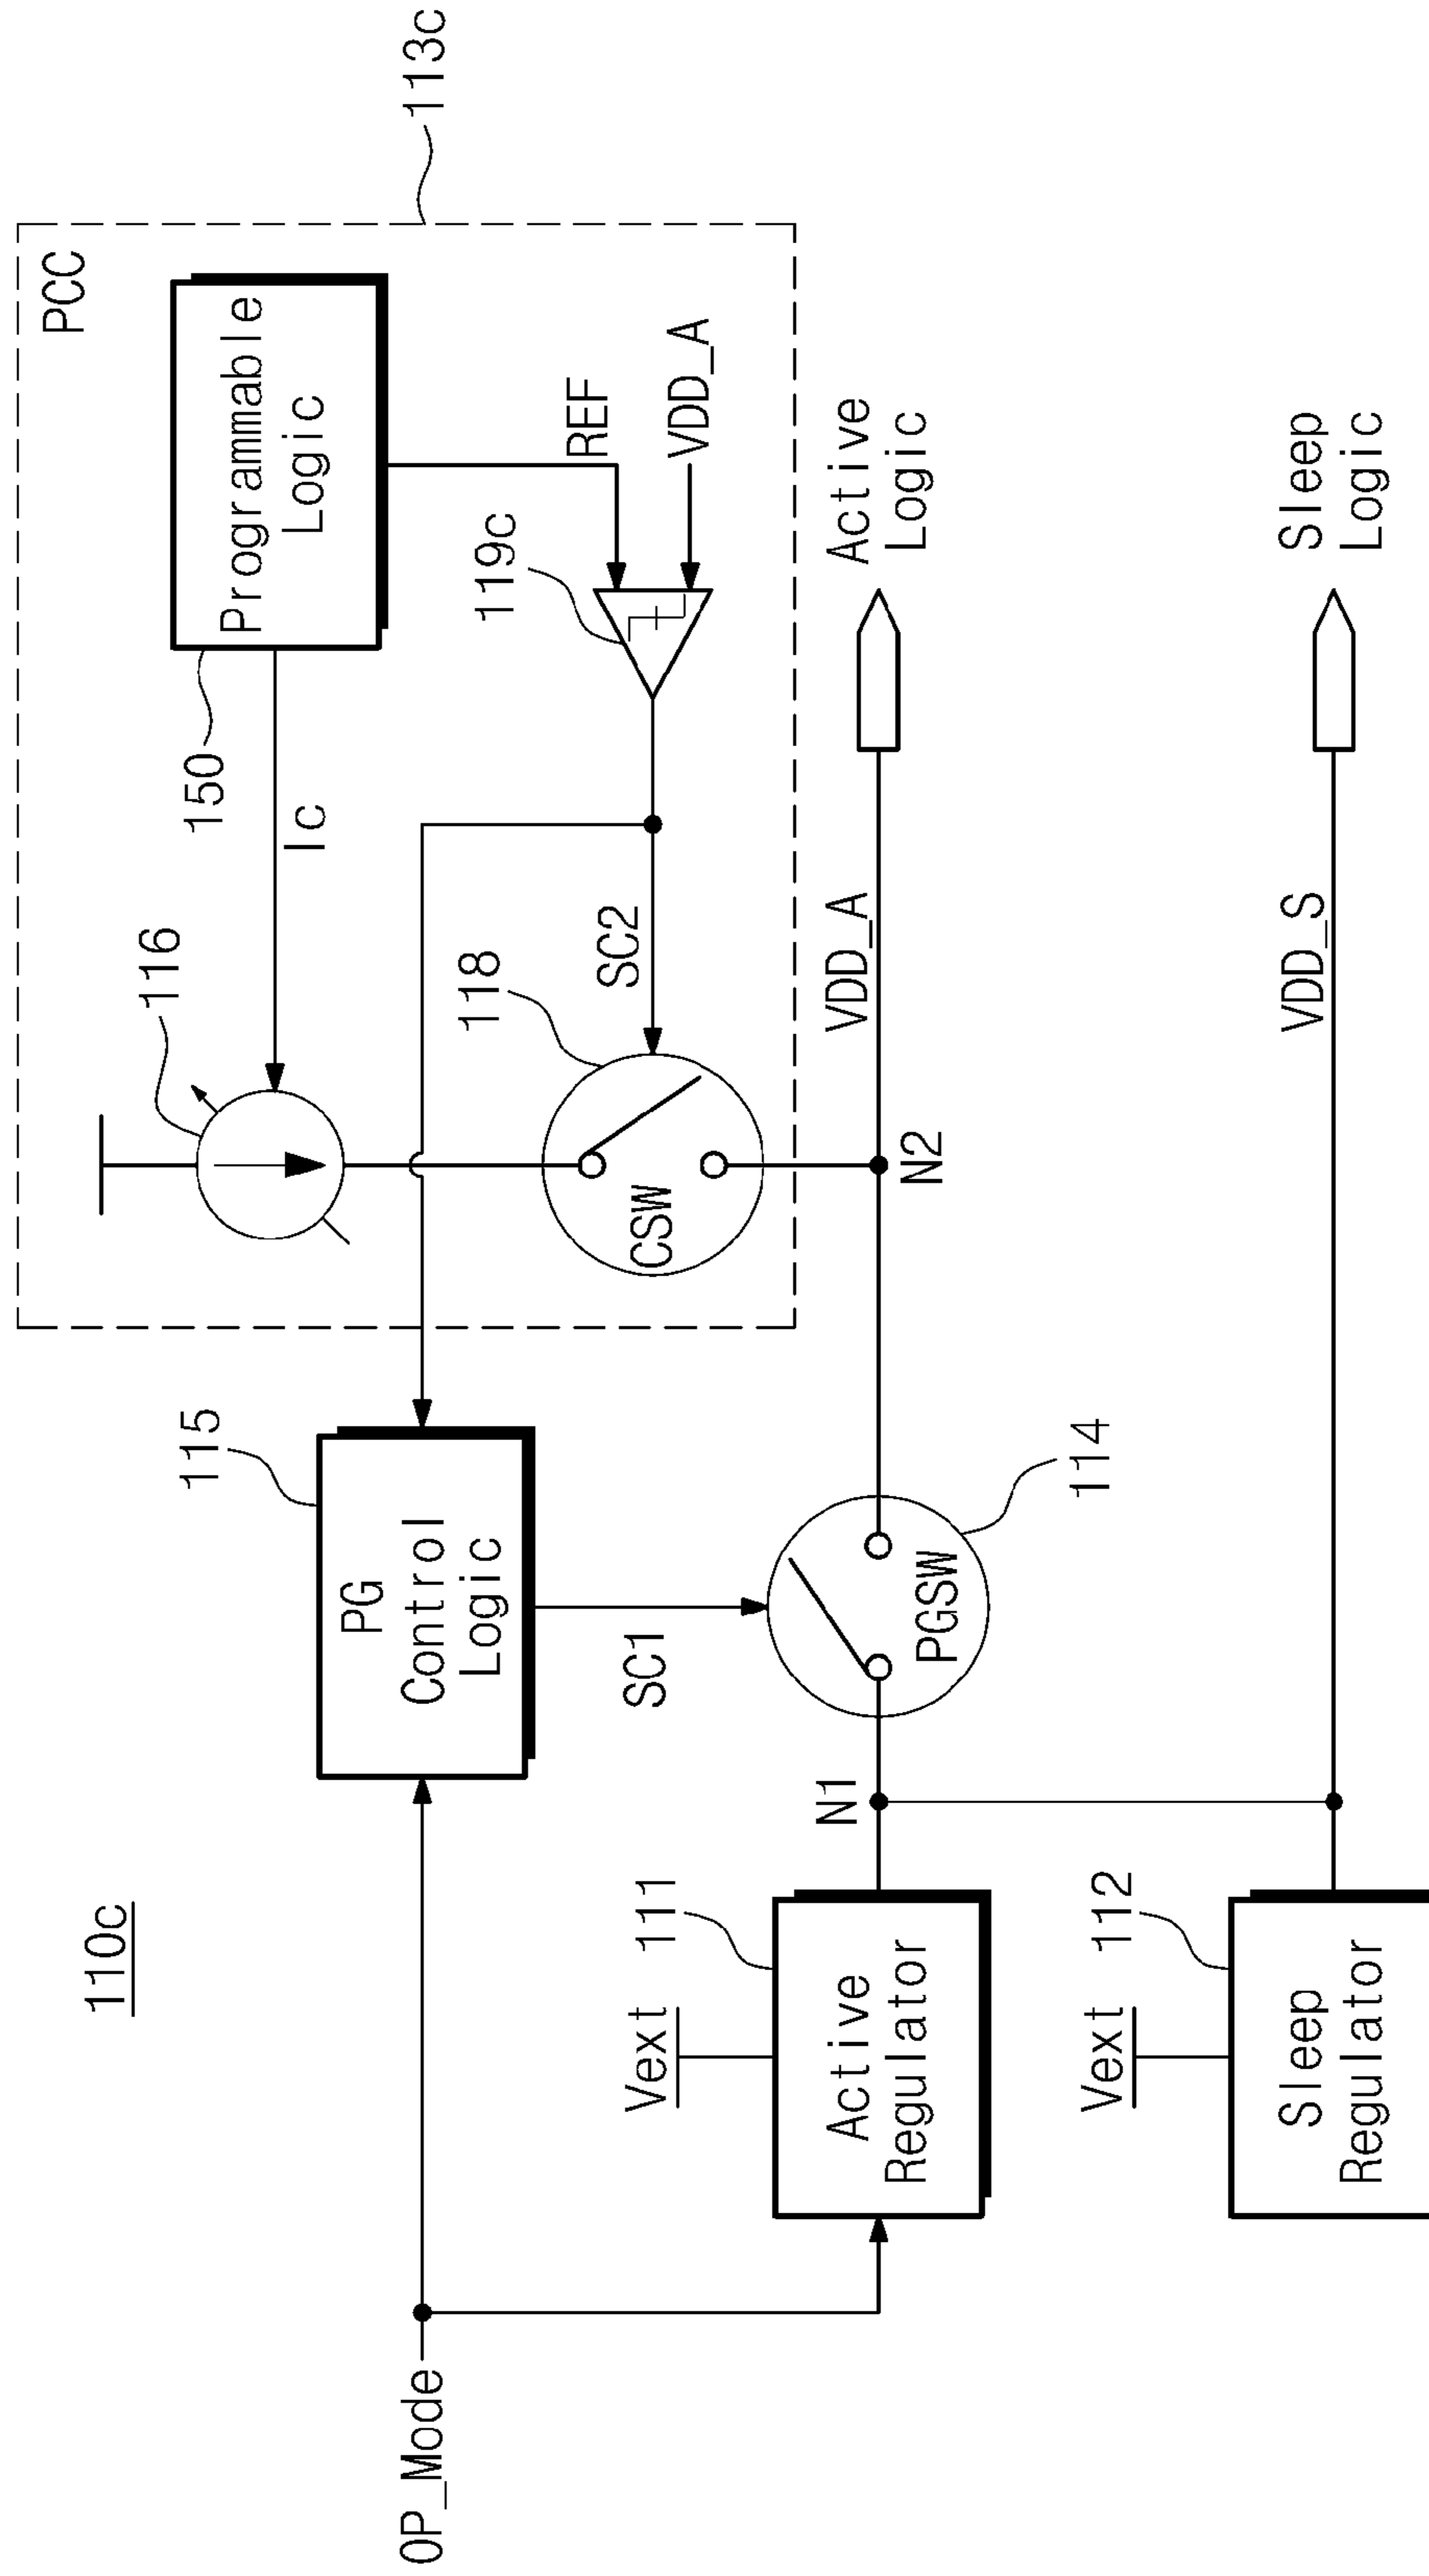 110c
PCC
113c
116
150
Programmable
Logic
Ic
115
PG
Control
Logic
118
CSW
SC2
119c
REF
VDD_A
OP_Mode
SC1
Vext
111
Active
Regulator
N1
PGSW
114
N2
VDD_A
Active
Logic
Vext
112
Sleep
Regulator
VDD_S
Sleep
Logic